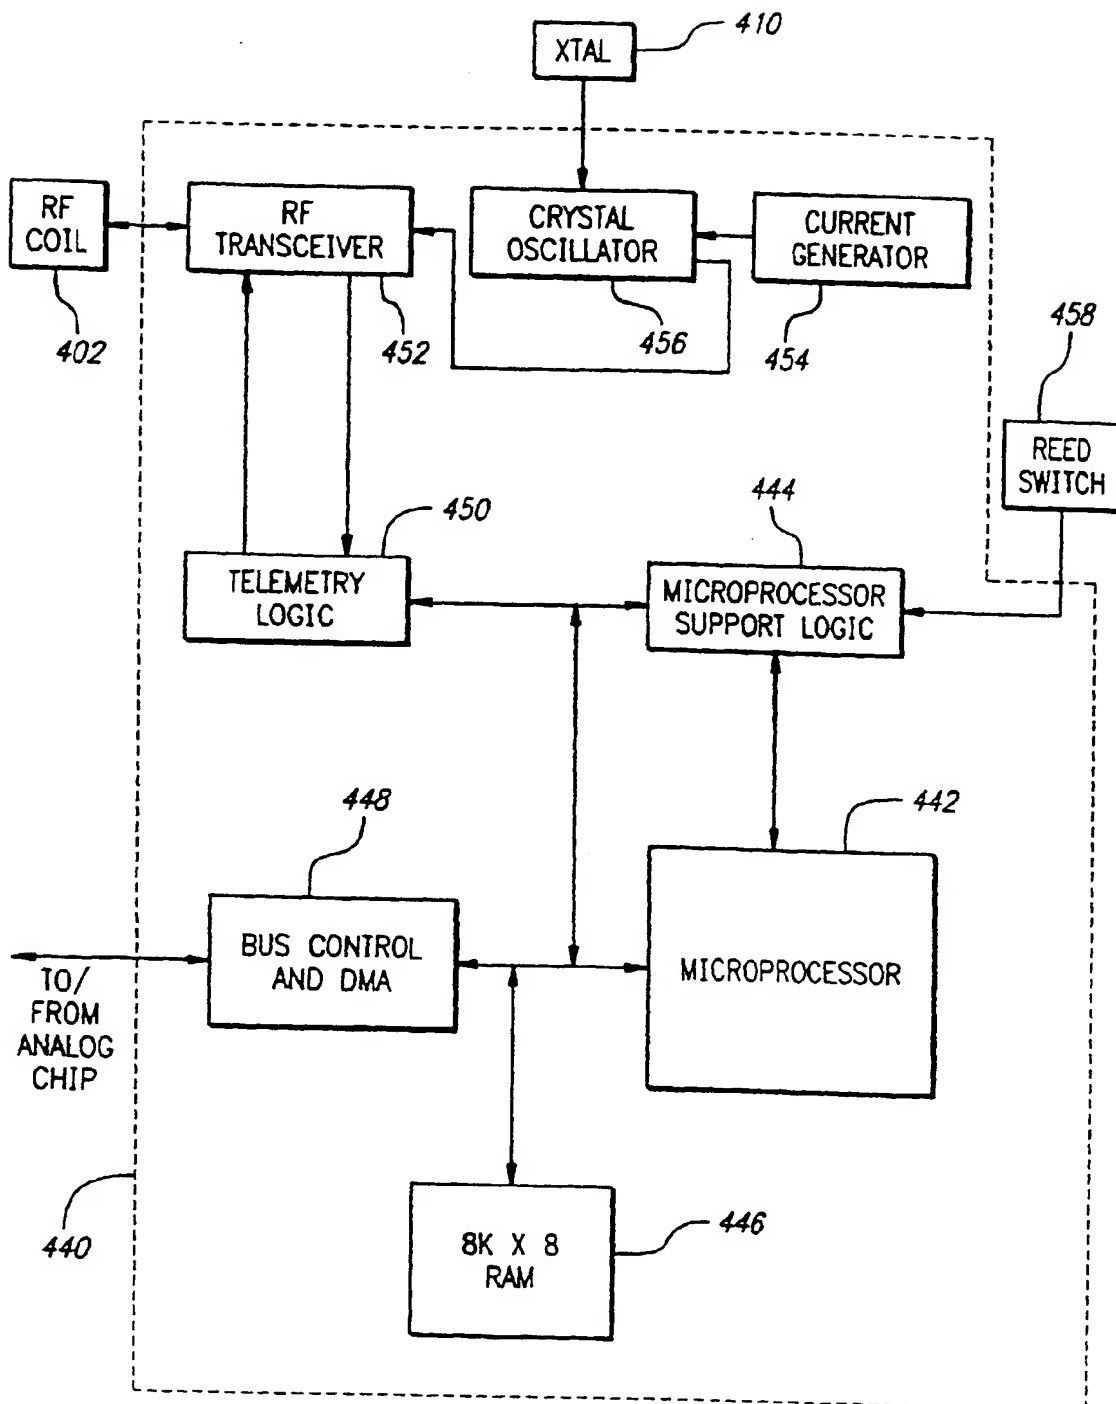 410
XTAL
RF
COIL
402
RF
TRANSCEIVER
452
CRYSTAL
OSCILLATOR
456
CURRENT
GENERATOR
454
458
REED
SWITCH
450
TELEMETRY
LOGIC
444
MICROPROCESSOR
SUPPORT LOGIC
448
BUS CONTROL
AND DMA
442
MICROPROCESSOR
TO/
FROM
ANALOG
CHIP
440
8K X 8
RAM
446